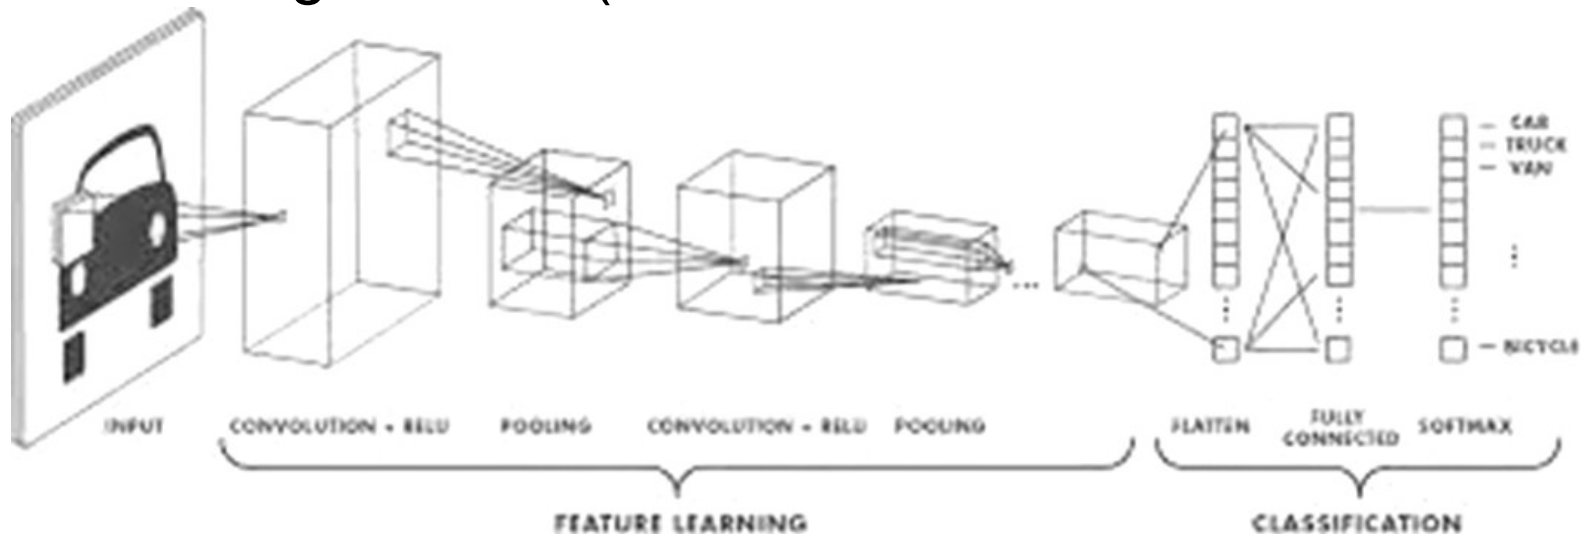 INPUT
CONVOLUTION + RELU
POOLING
CONVOLUTION + RELU
POOLING
FLATTEN
FULLY
CONNECTED
SOFTMAX
CAR
TRUCK
VAN
BICYCLE
FEATURE LEARNING
CLASSIFICATION